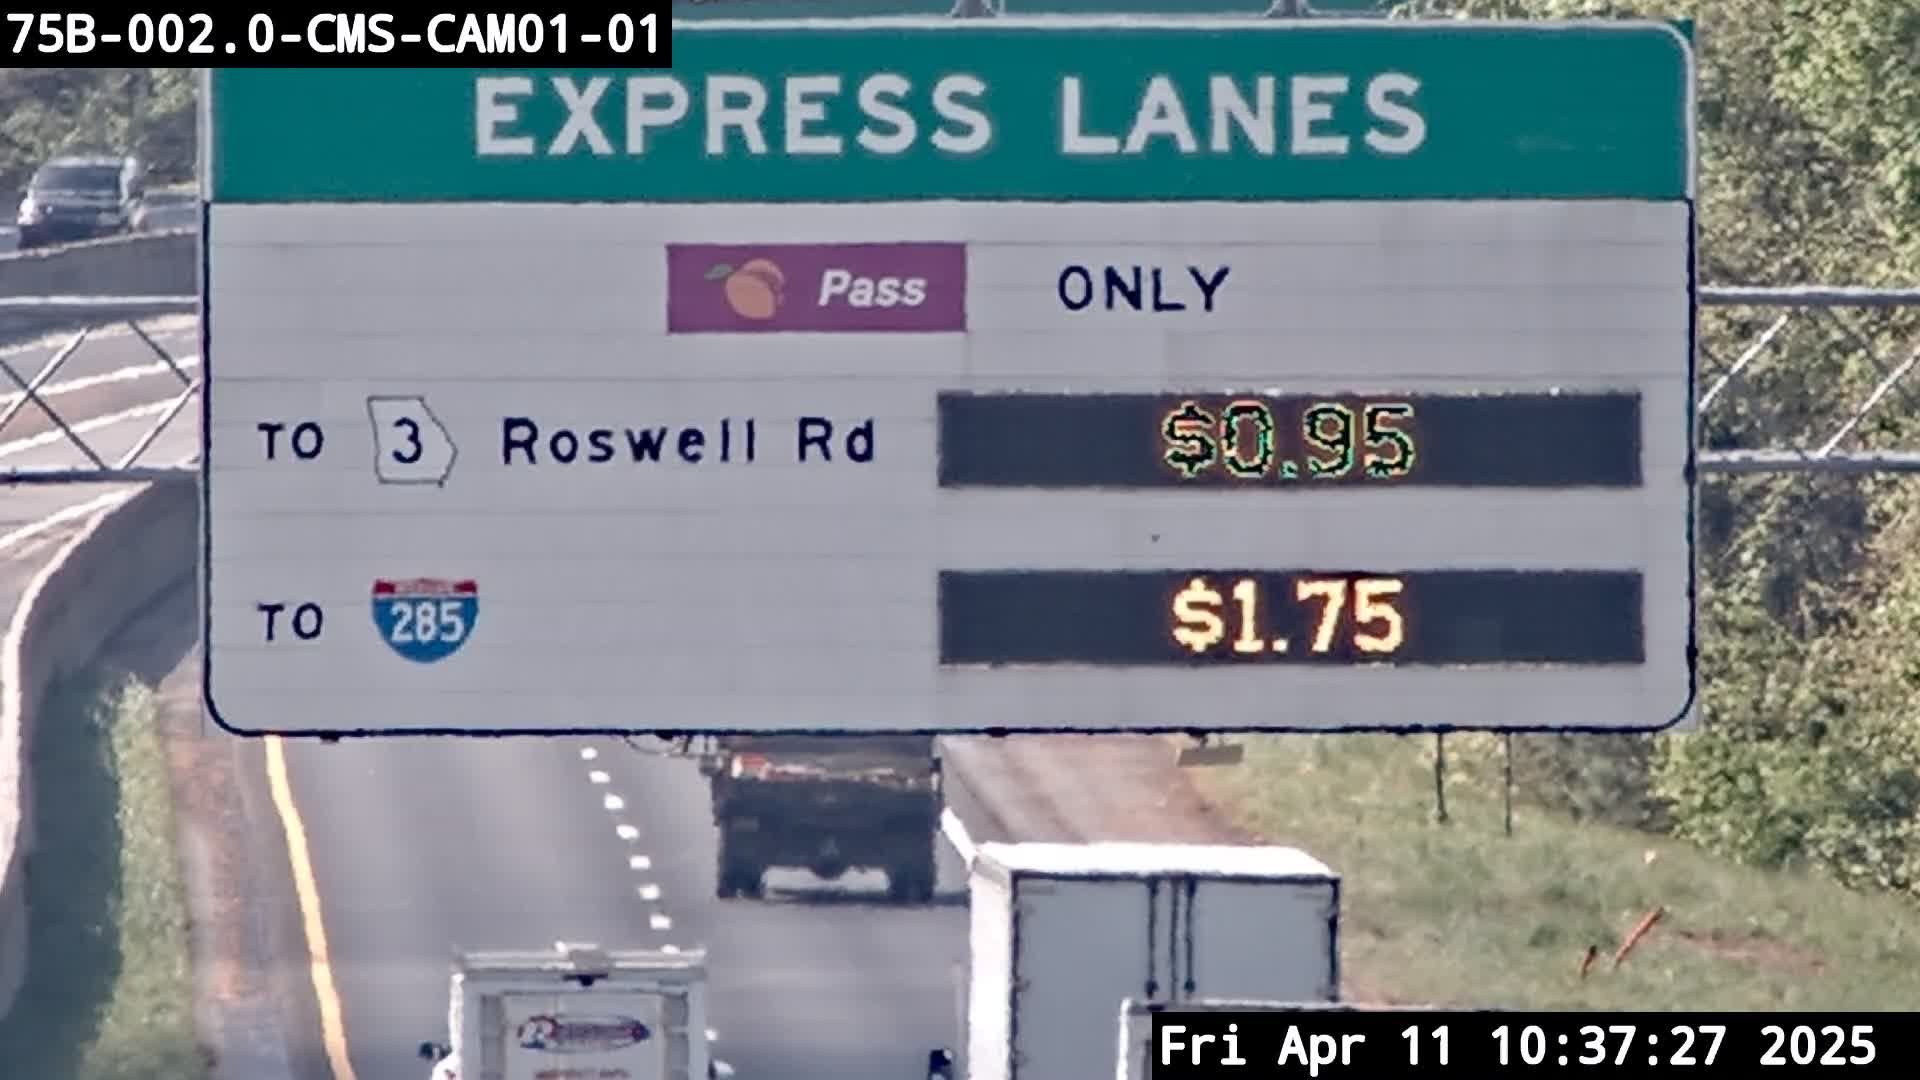 75B-002.0-CMS-CAM01-01
EXPRESS LANES
Pass ONLY
TO 3 Roswell Rd $0.95
TO 285 $1.75
Fri Apr 11 10:37:27 2025